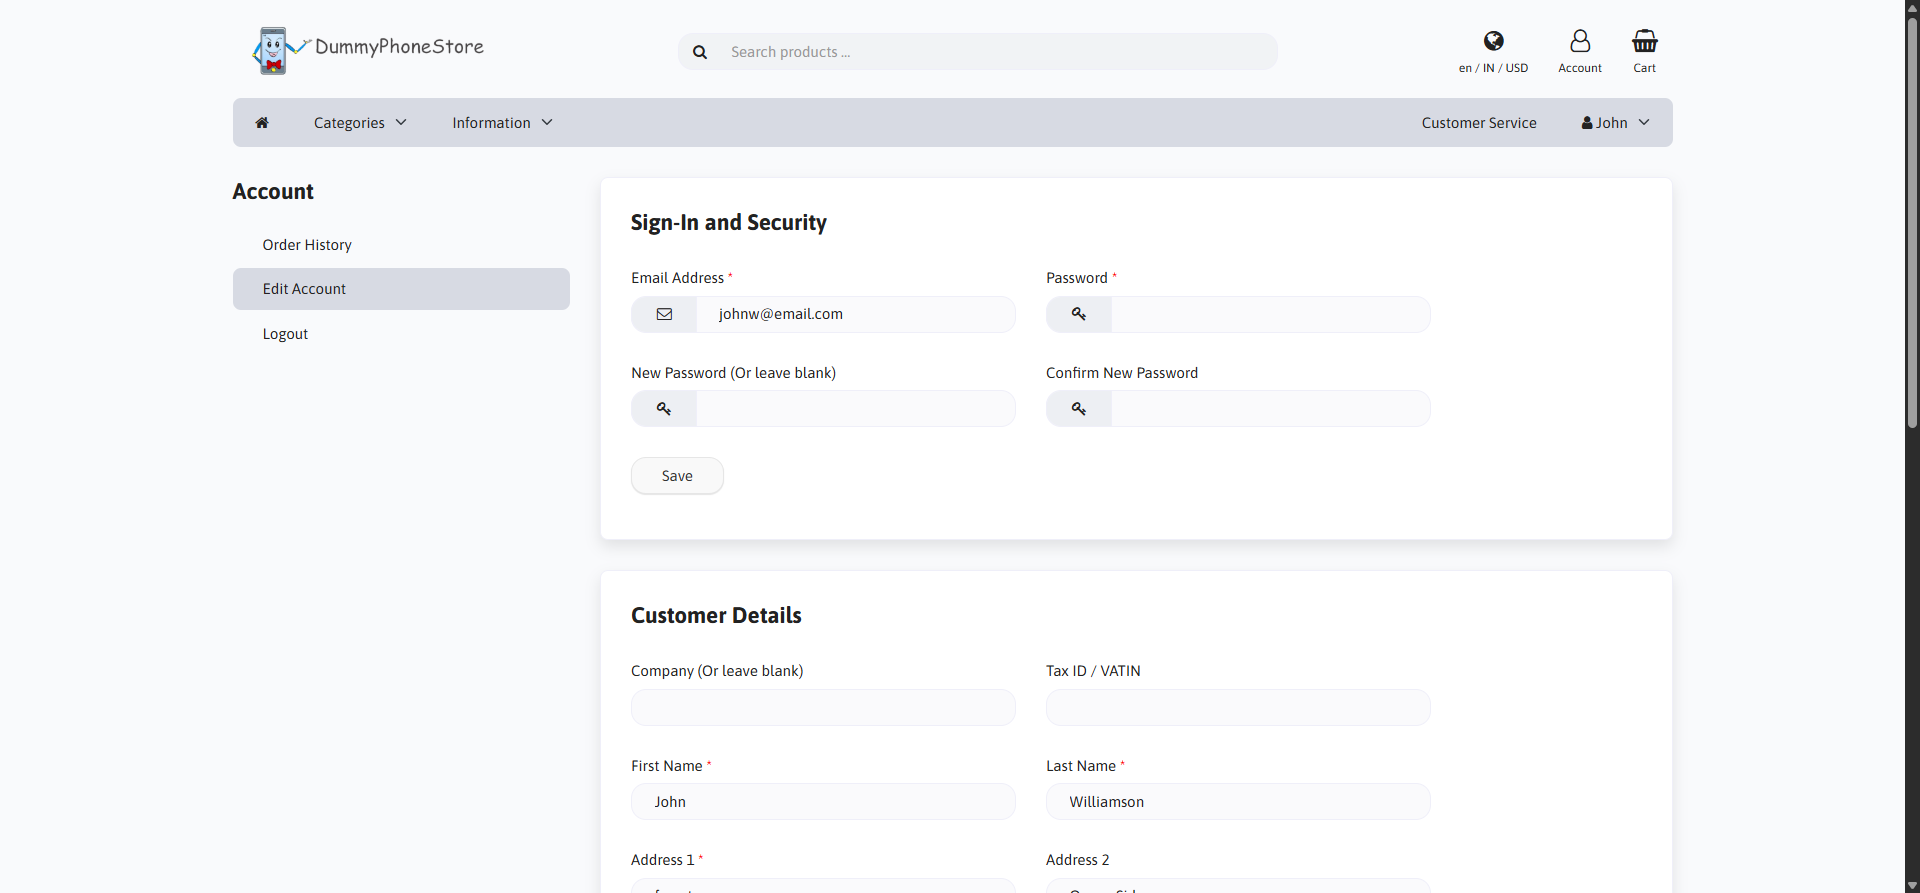 DummyPhoneStore
Search products ...
en / IN / USD
Account
Cart
Categories
Information
Customer Service
John
Account
Order History
Edit Account
Logout
Sign-In and Security
Email Address *
Password *
johnw@email.com
New Password (Or leave blank)
Confirm New Password
Save
Customer Details
Company (Or leave blank)
Tax ID / VATIN
First Name *
Last Name *
John
Williamson
Address 1 *
Address 2